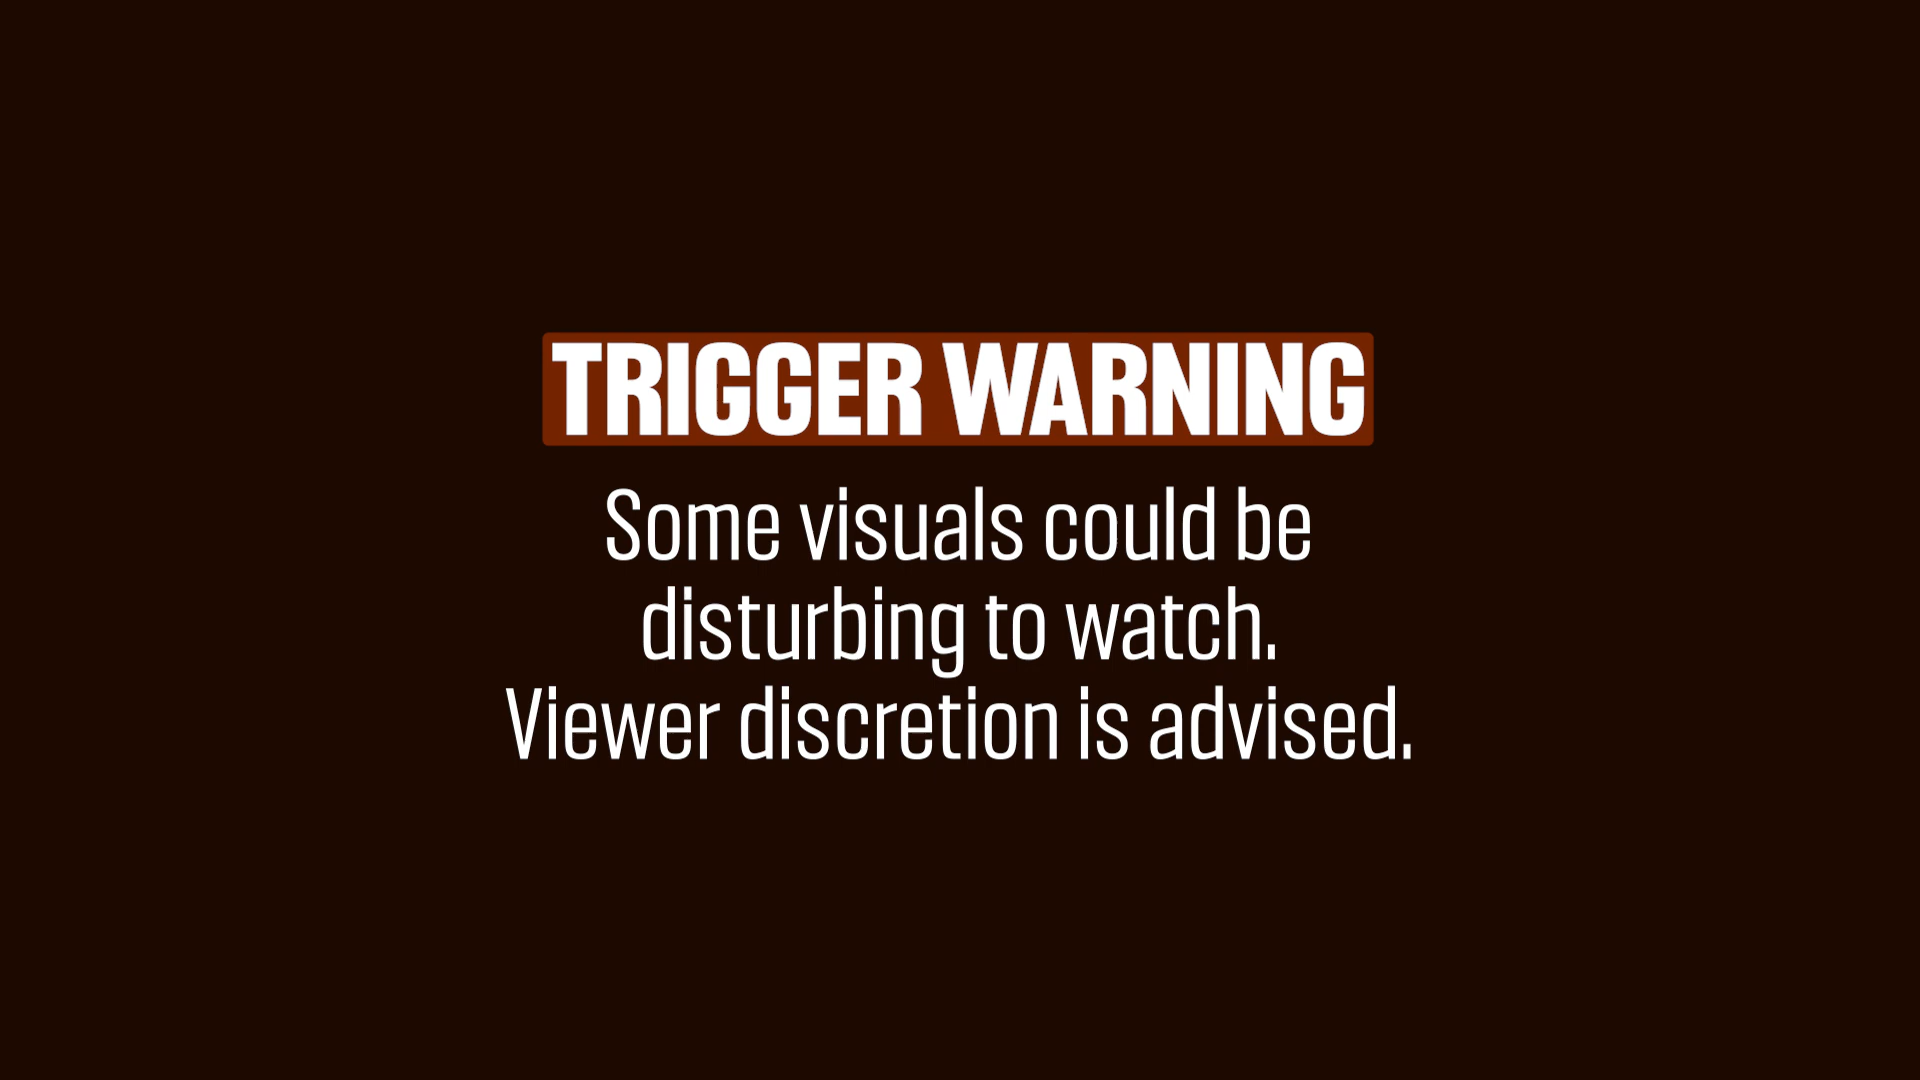 TRIGGER WARNING
Some visuals could be
disturbing to watch.
Viewer discretion is advised.